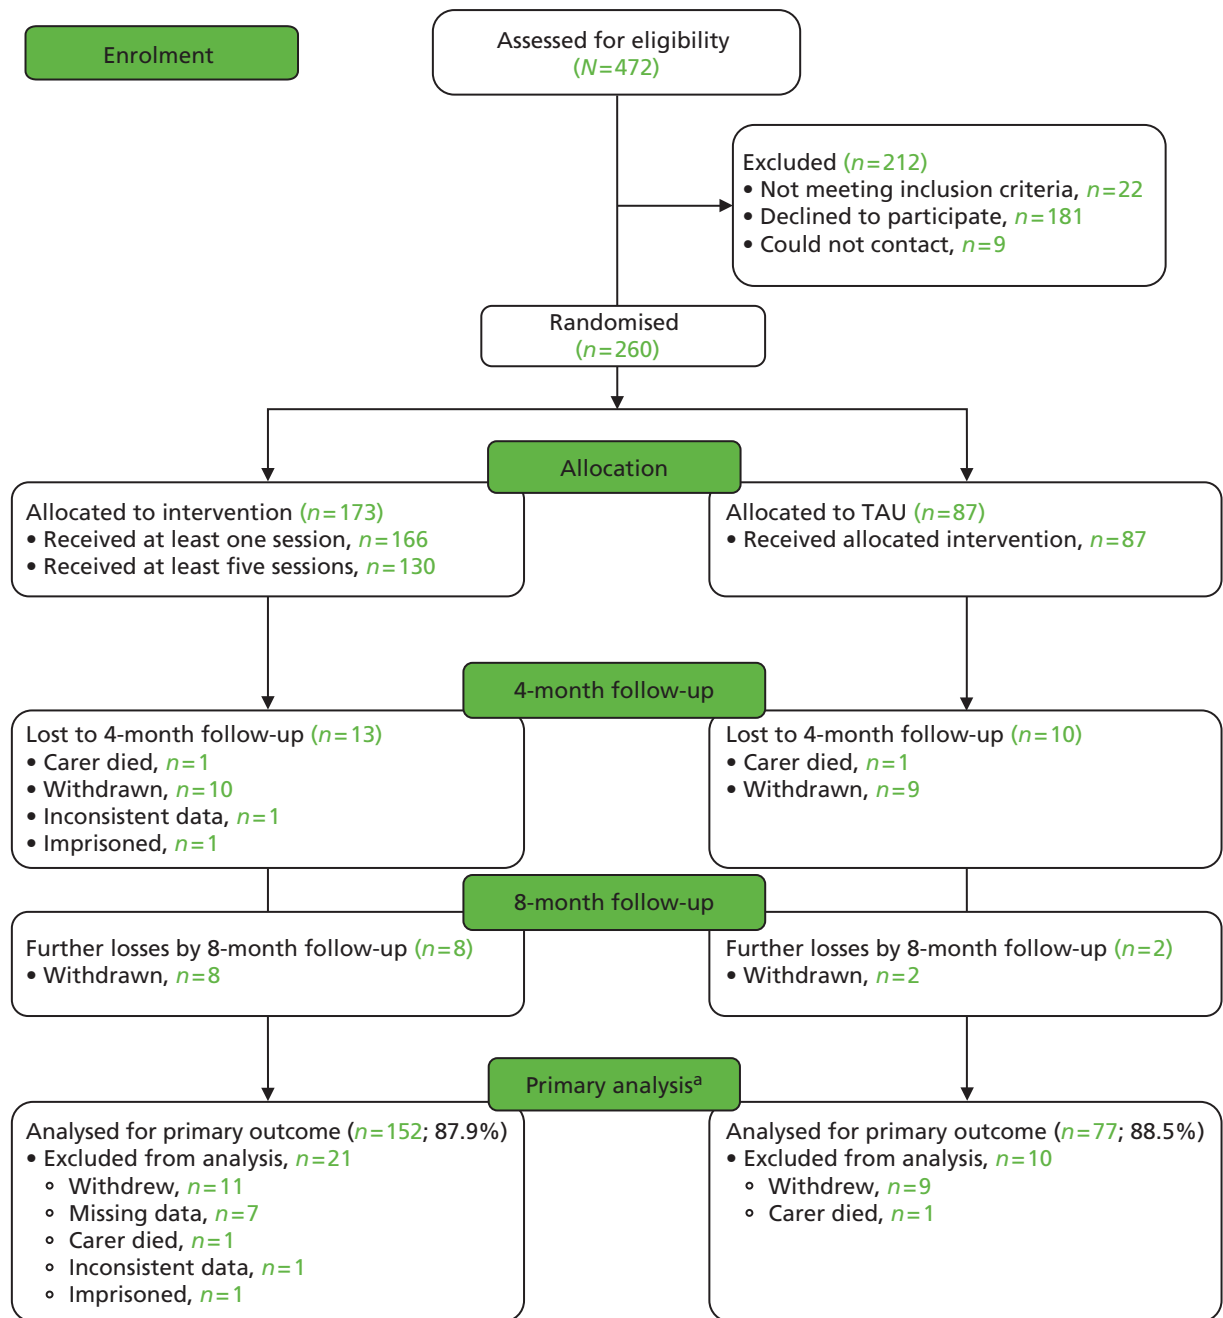 Enrolment
Assessed for eligibility
(N=472)
Excluded (n=212)
• Not meeting inclusion criteria, n=22
• Declined to participate, n=181
• Could not contact, n=9
Randomised
(n=260)
Allocation
Allocated to intervention (n=173)
• Received at least one session, n=166
• Received at least five sessions, n=130
Allocated to TAU (n=87)
• Received allocated intervention, n=87
4-month follow-up
Lost to 4-month follow-up (n=13)
• Carer died, n=1
• Withdrawn, n=10
• Inconsistent data, n=1
• Imprisoned, n=1
Lost to 4-month follow-up (n=10)
• Carer died, n=1
• Withdrawn, n=9
8-month follow-up
Further losses by 8-month follow-up (n=8)
• Withdrawn, n=8
Further losses by 8-month follow-up (n=2)
• Withdrawn, n=2
Primary analysisᵃ
Analysed for primary outcome (n=152; 87.9%)
• Excluded from analysis, n=21
◦ Withdrew, n=11
◦ Missing data, n=7
◦ Carer died, n=1
◦ Inconsistent data, n=1
◦ Imprisoned, n=1
Analysed for primary outcome (n=77; 88.5%)
• Excluded from analysis, n=10
◦ Withdrew, n=9
◦ Carer died, n=1